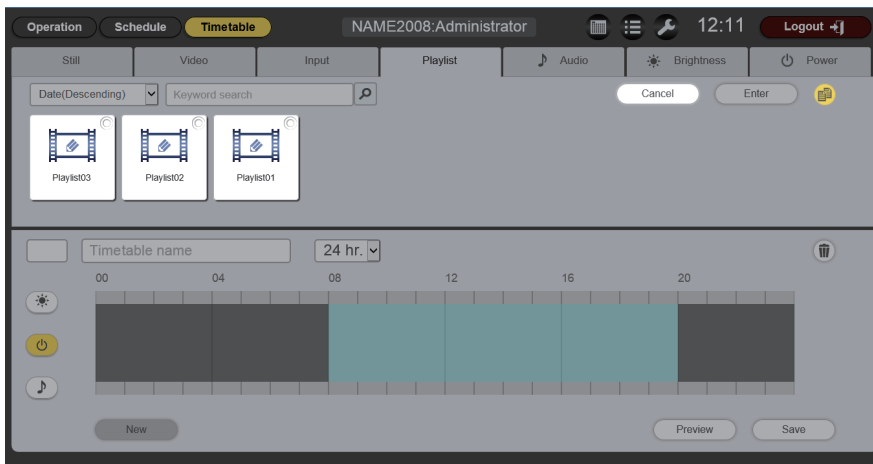 Operation Schedule Timetable NAME2008:Administrator 12:11 Logout
Still Video Input Playlist Audio Brightness Power
Date(Descending) Keyword search Cancel Enter
Playlist03 Playlist02 Playlist01
Timetable name 24 hr.
00 04 08 12 16 20
New Preview Save